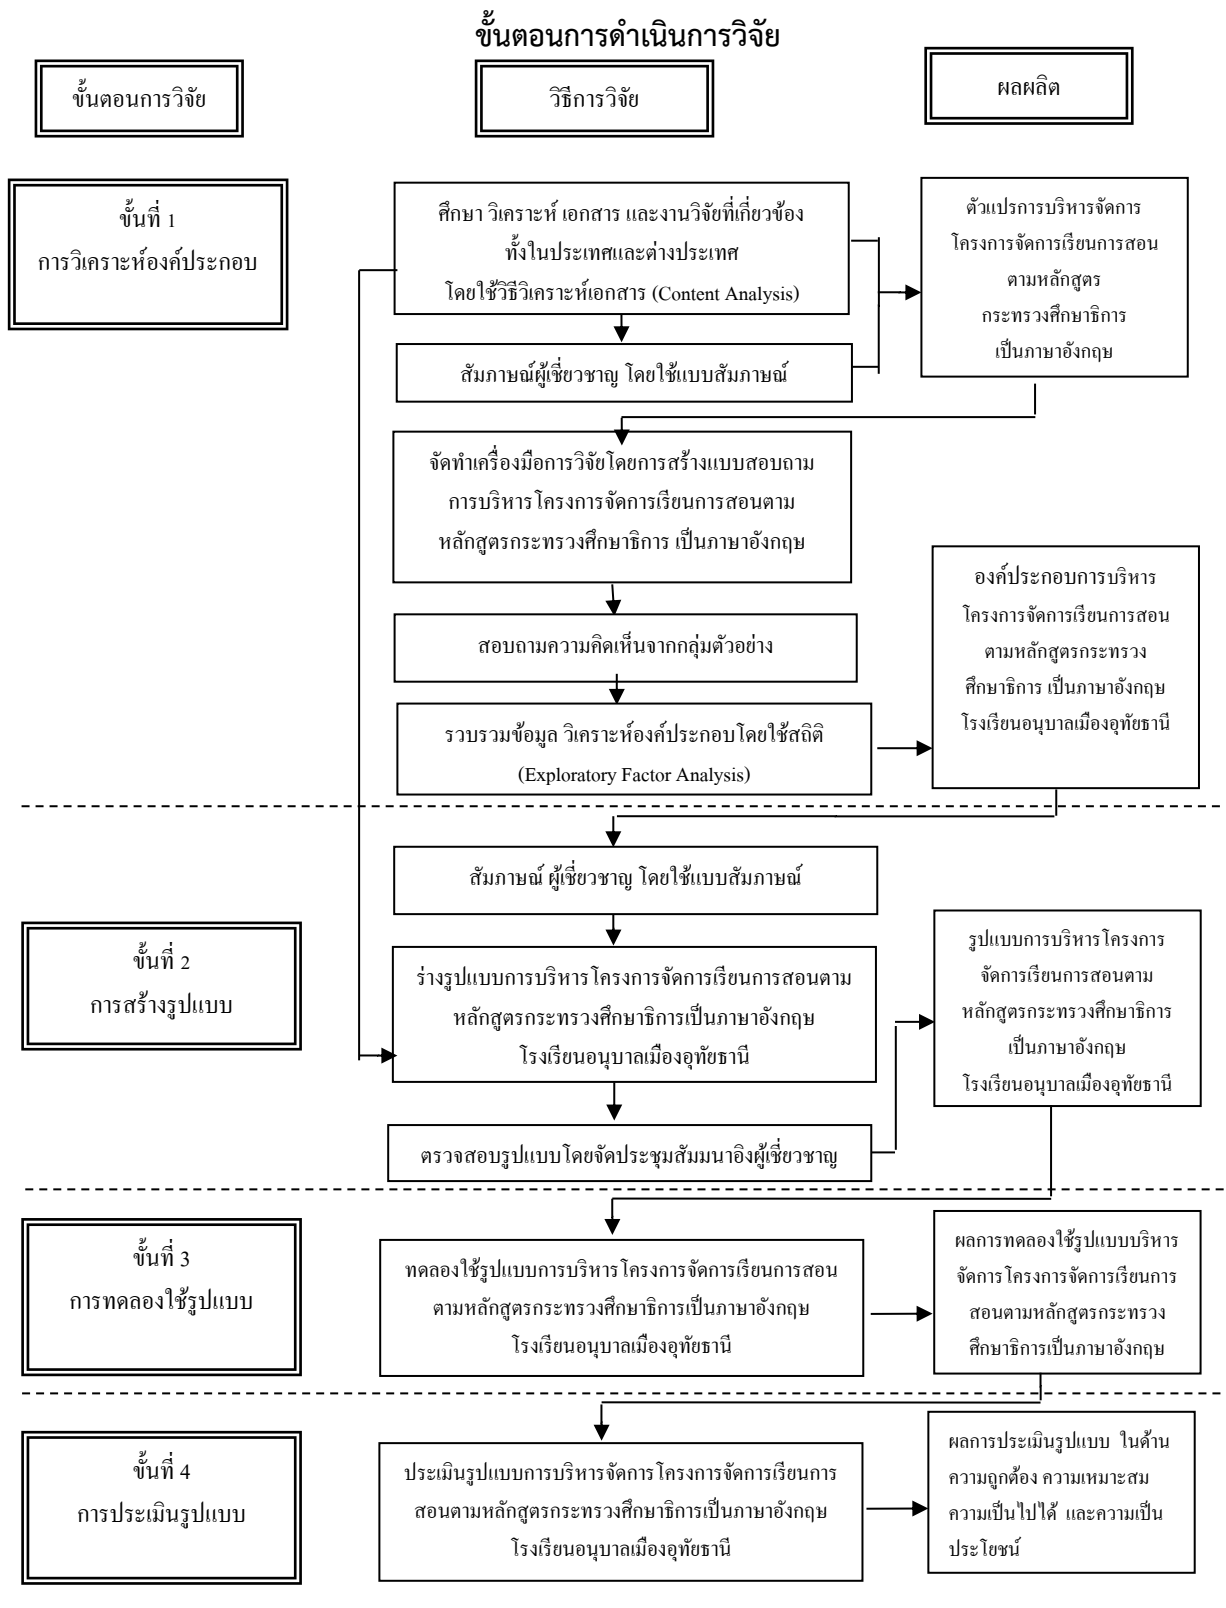 ขั้นตอนการดำเนินการวิจัย
ขั้นตอนการวิจัย
วิธีการวิจัย
ผลผลิต
ขั้นที่ 1
การวิเคราะห์องค์ประกอบ
ศึกษา วิเคราะห์ เอกสาร และงานวิจัยที่เกี่ยวข้อง
ทั้งในประเทศและต่างประเทศ
โดยใช้วิธีวิเคราะห์เอกสาร (Content Analysis)
สัมภาษณ์ผู้เชี่ยวชาญ โดยใช้แบบสัมภาษณ์
ตัวแปรการบริหารจัดการ
โครงการจัดการเรียนการสอน
ตามหลักสูตร
กระทรวงศึกษาธิการ
เป็นภาษาอังกฤษ
จัดทำเครื่องมือการวิจัยโดยการสร้างแบบสอบถาม
การบริหารโครงการจัดการเรียนการสอนตาม
หลักสูตรกระทรวงศึกษาธิการ เป็นภาษาอังกฤษ
สอบถามความคิดเห็นจากกลุ่มตัวอย่าง
รวบรวมข้อมูล วิเคราะห์องค์ประกอบโดยใช้สถิติ
(Exploratory Factor Analysis)
องค์ประกอบการบริหาร
โครงการจัดการเรียนการสอน
ตามหลักสูตรกระทรวง
ศึกษาธิการ เป็นภาษาอังกฤษ
โรงเรียนอนุบาลเมืองอุทัยธานี
ขั้นที่ 2
การสร้างรูปแบบ
สัมภาษณ์ ผู้เชี่ยวชาญ โดยใช้แบบสัมภาษณ์
ร่างรูปแบบการบริหารโครงการจัดการเรียนการสอนตาม
หลักสูตรกระทรวงศึกษาธิการเป็นภาษาอังกฤษ
โรงเรียนอนุบาลเมืองอุทัยธานี
ตรวจสอบรูปแบบโดยจัดประชุมสัมมนาอิงผู้เชี่ยวชาญ
รูปแบบการบริหารโครงการ
จัดการเรียนการสอนตาม
หลักสูตรกระทรวงศึกษาธิการ
เป็นภาษาอังกฤษ
โรงเรียนอนุบาลเมืองอุทัยธานี
ขั้นที่ 3
การทดลองใช้รูปแบบ
ทดลองใช้รูปแบบการบริหารโครงการจัดการเรียนการสอน
ตามหลักสูตรกระทรวงศึกษาธิการเป็นภาษาอังกฤษ
โรงเรียนอนุบาลเมืองอุทัยธานี
ผลการทดลองใช้รูปแบบบริหาร
จัดการโครงการจัดการเรียนการ
สอนตามหลักสูตรกระทรวง
ศึกษาธิการเป็นภาษาอังกฤษ
ขั้นที่ 4
การประเมินรูปแบบ
ประเมินรูปแบบการบริหารจัดการโครงการจัดการเรียนการ
สอนตามหลักสูตรกระทรวงศึกษาธิการเป็นภาษาอังกฤษ
โรงเรียนอนุบาลเมืองอุทัยธานี
ผลการประเมินรูปแบบ ในด้าน
ความถูกต้อง ความเหมาะสม
ความเป็นไปได้ และความเป็น
ประโยชน์